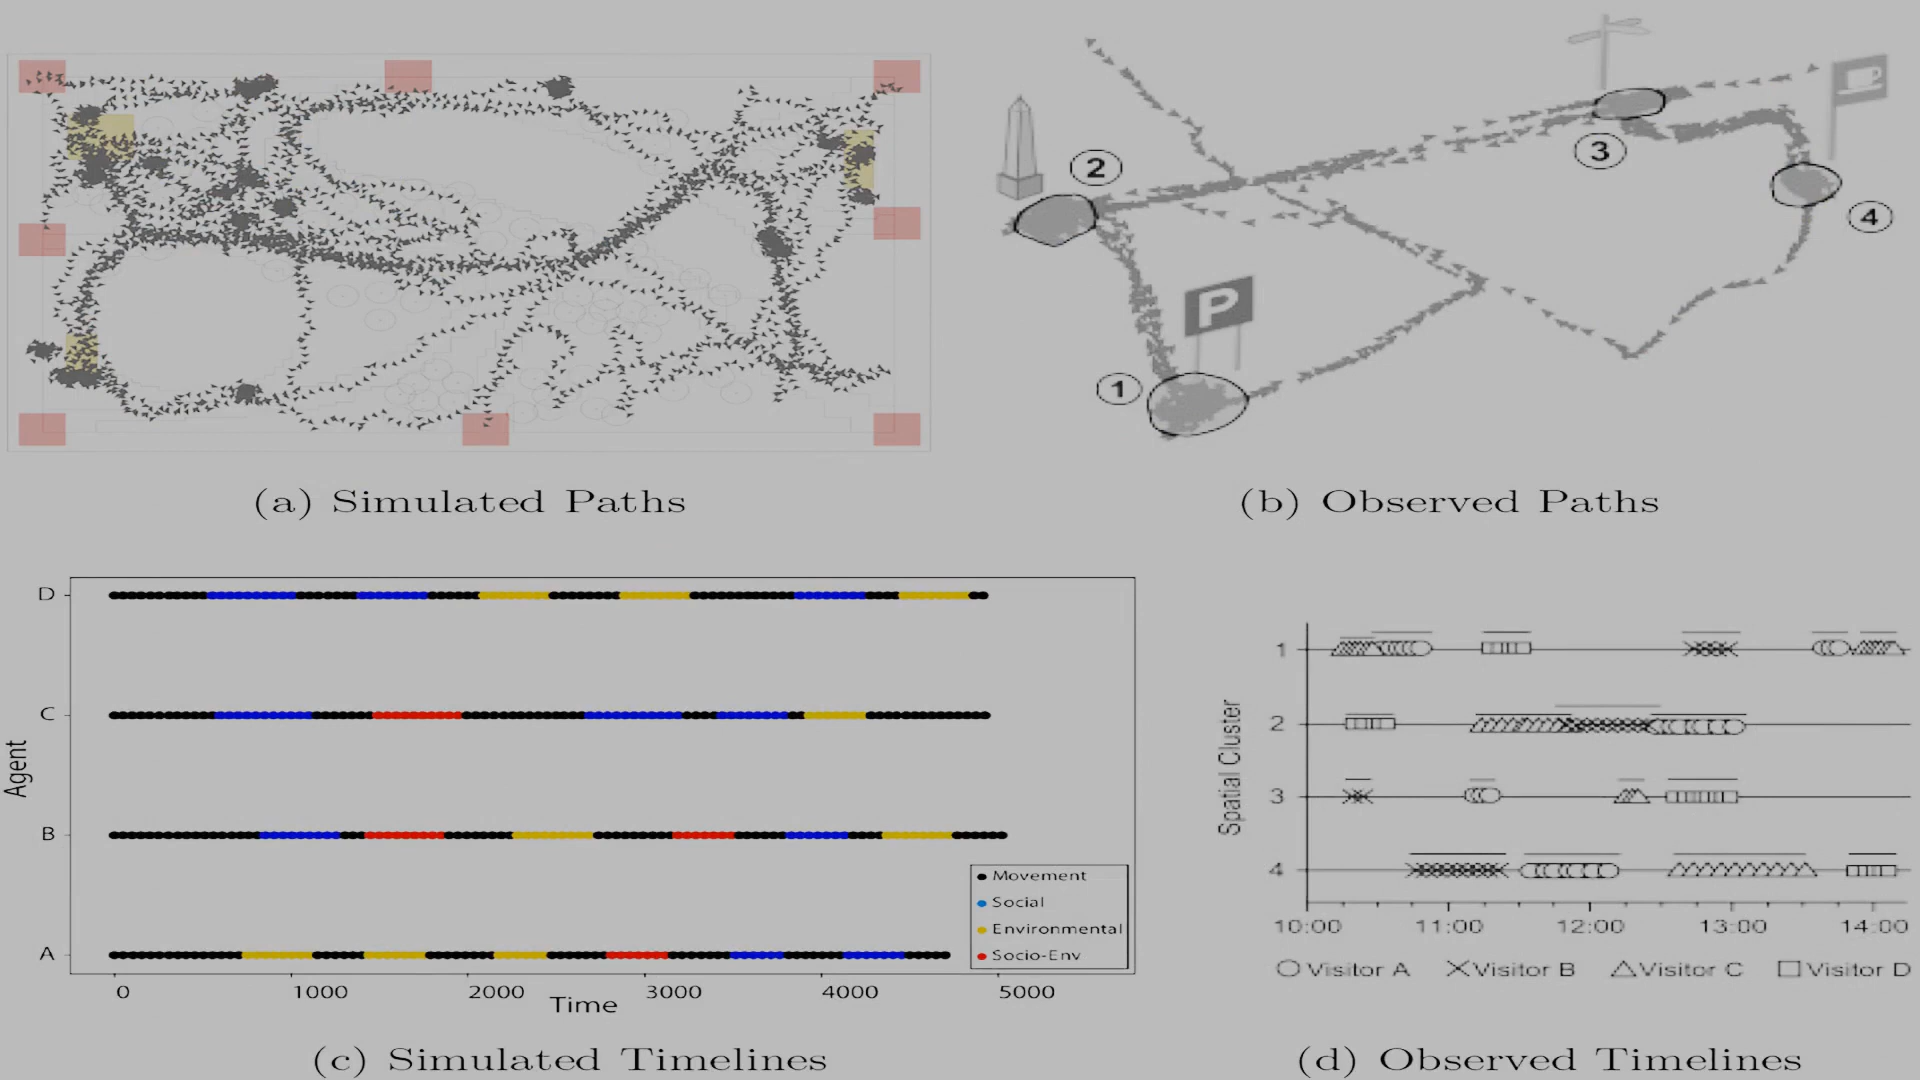 2
3
4
P
1
(a) Simulated Paths
(b) Observed Paths
D
C
B
A
Agent
Movement
Social
Environmental
Socio-Env
0 1000 2000 3000 4000 5000
Time
(c) Simulated Timelines
1
2
3
4
Spatial Cluster
10:00 11:00 12:00 13:00 14:00
Visitor A Visitor B Visitor C Visitor D
(d) Observed Timelines